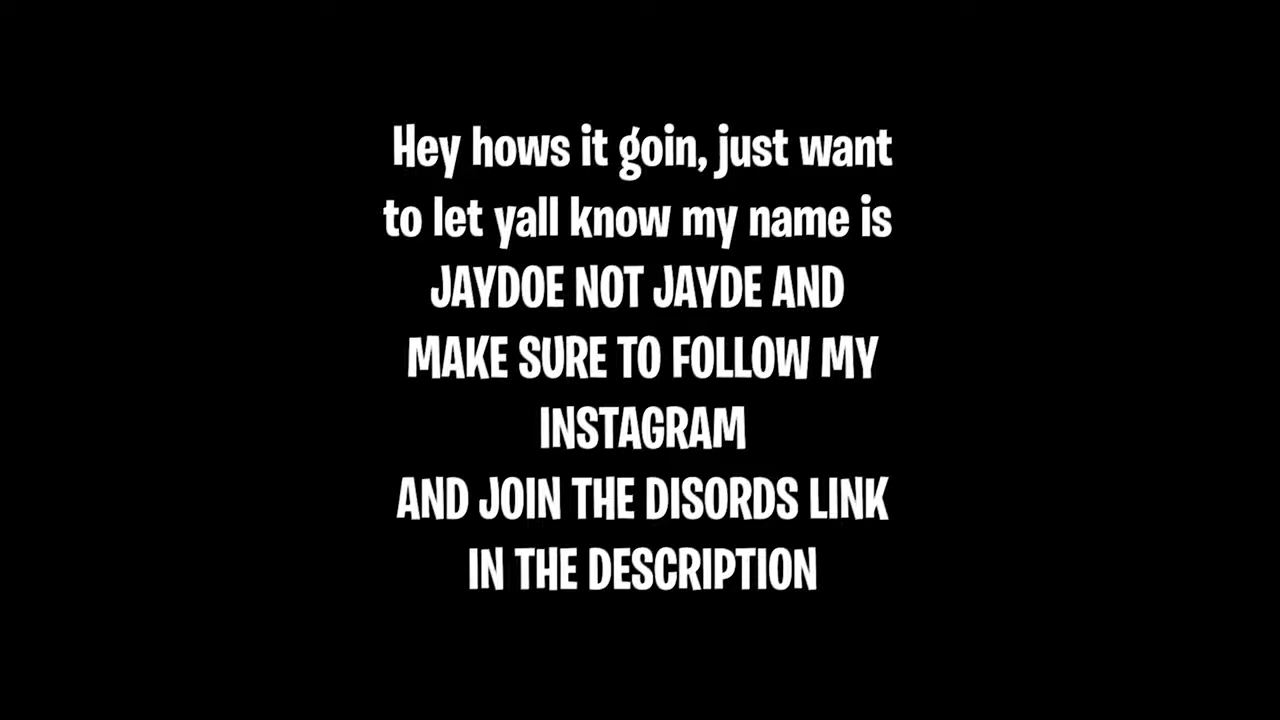 Hey hows it goin, just want
to let yall know my name is
JAYDOE NOT JAYDE AND
MAKE SURE TO FOLLOW MY
INSTAGRAM
AND JOIN THE DISORDS LINK
IN THE DESCRIPTION